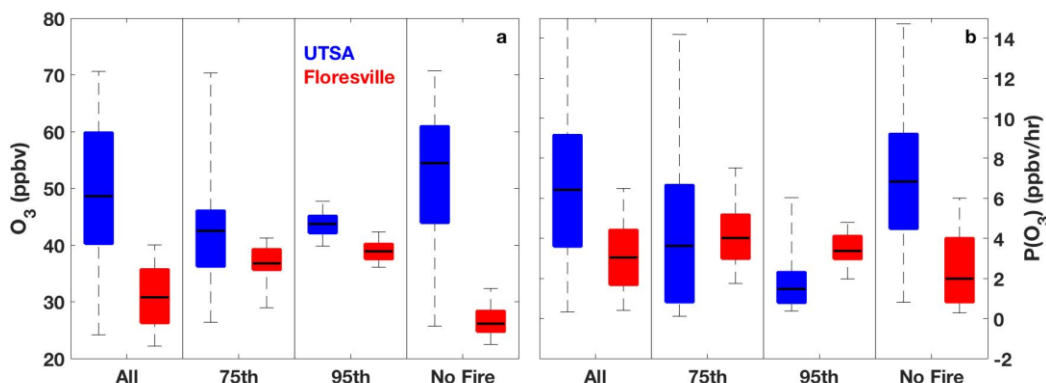 80
70
60
50
40
30
20
O3 (ppbv)
a
UTSA
Floresville
All
75th
95th
No Fire
b
14
12
10
8
6
4
2
0
-2
P(O3) (ppbv/hr)
All
75th
95th
No Fire